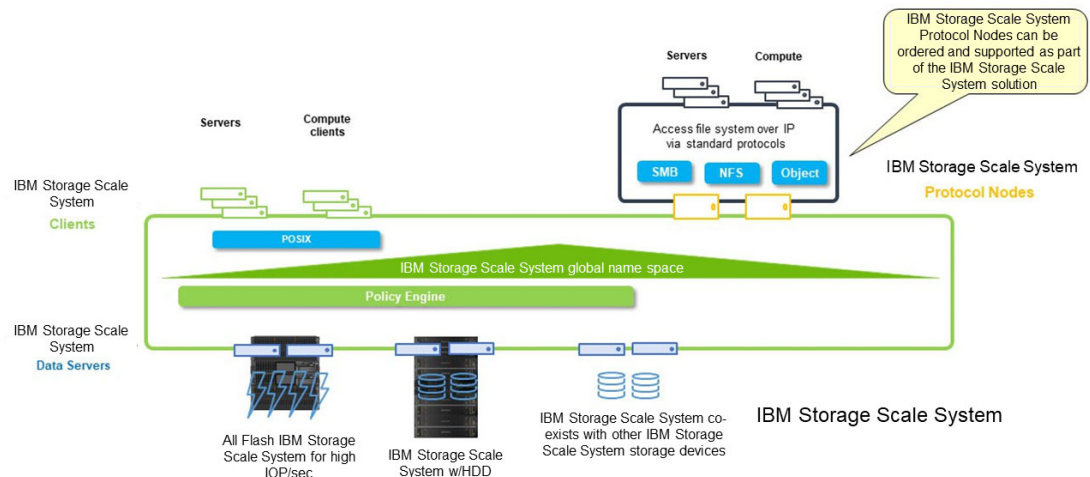 IBM Storage Scale System
Protocol Nodes can be
ordered and supported as part
of the IBM Storage Scale
System solution
Servers
Compute
Access file system over IP
via standard protocols
SMB
NFS
Object
IBM Storage Scale System
Protocol Nodes
Servers
Compute
clients
IBM Storage Scale
System
Clients
POSIX
IBM Storage Scale System global name space
Policy Engine
IBM Storage Scale
System
Data Servers
All Flash IBM Storage
Scale System for high
IOP/sec
IBM Storage Scale
System w/HDD
IBM Storage Scale System co-
exists with other IBM Storage
Scale System storage devices
IBM Storage Scale System